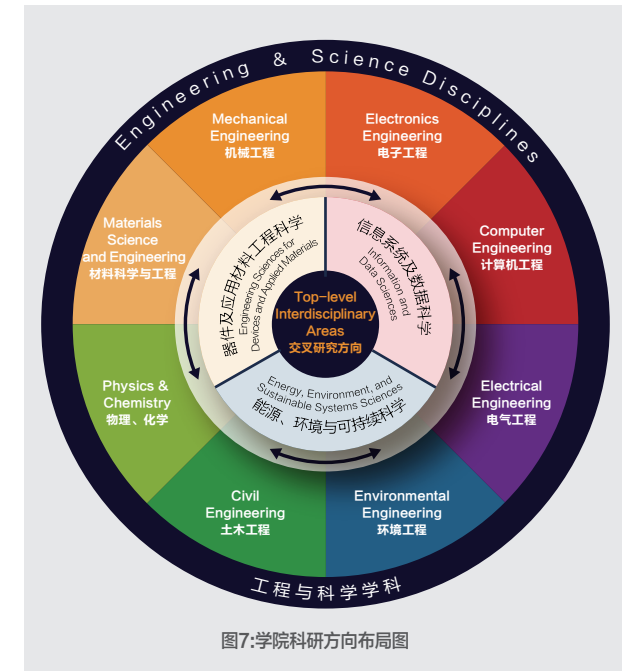 Engineering & Science Disciplines
Mechanical
Engineering
机械工程
Electronics
Engineering
电子工程
Materials
Science
and Engineering
材料科学与工程
Computer
Engineering
计算机工程
器件及应用材料工程科学
Engineering Sciences for
Devices and Applied Materials
信息系统及数据科学
Information and
Data Sciences
Top-level
Interdisciplinary
Areas
交叉研究方向
Physics &
Chemistry
物理、化学
Electrical
Engineering
电气工程
Energy, Environment, and
Sustainable Systems Sciences
能源、环境与可持续科学
Civil
Engineering
土木工程
Environmental
Engineering
环境工程
工程与科学学科
图7:学院科研方向布局图